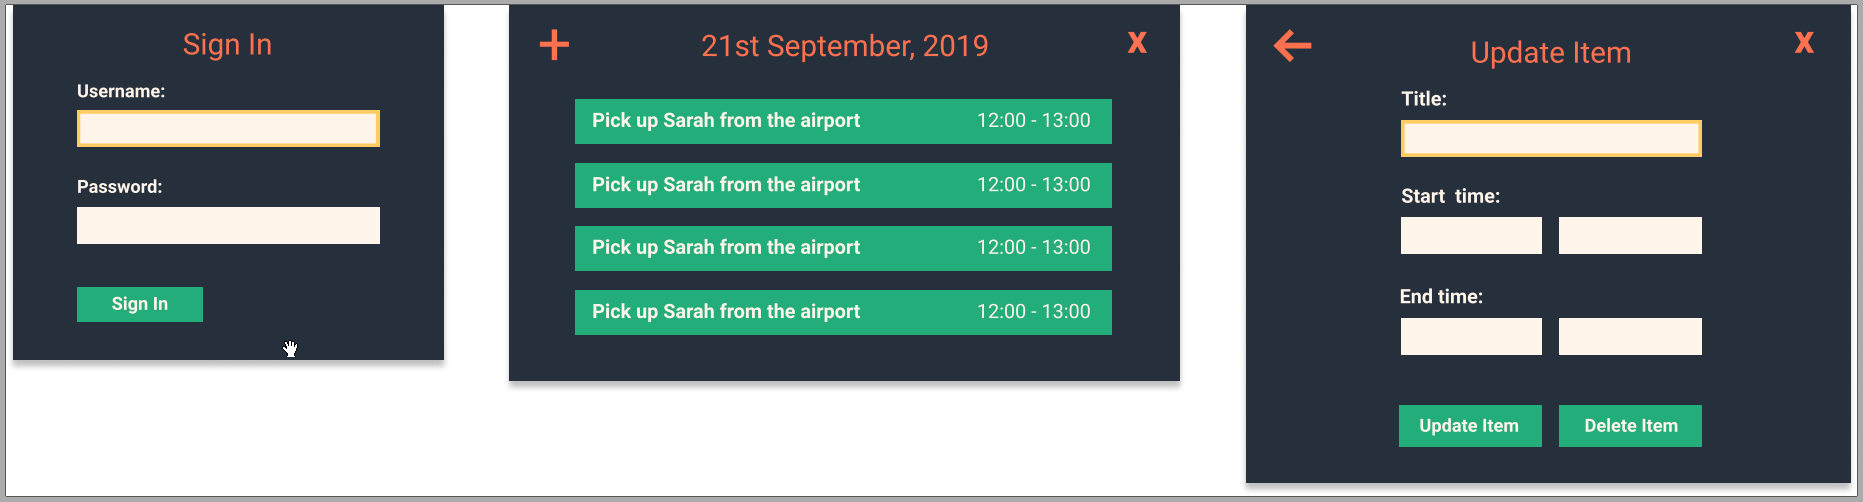 Sign In
Username:
Password:
Sign In
21st September, 2019
X
Pick up Sarah from the airport 12:00 - 13:00
Pick up Sarah from the airport 12:00 - 13:00
Pick up Sarah from the airport 12:00 - 13:00
Pick up Sarah from the airport 12:00 - 13:00
Update Item
X
Title:
Start time:
End time:
Update Item
Delete Item